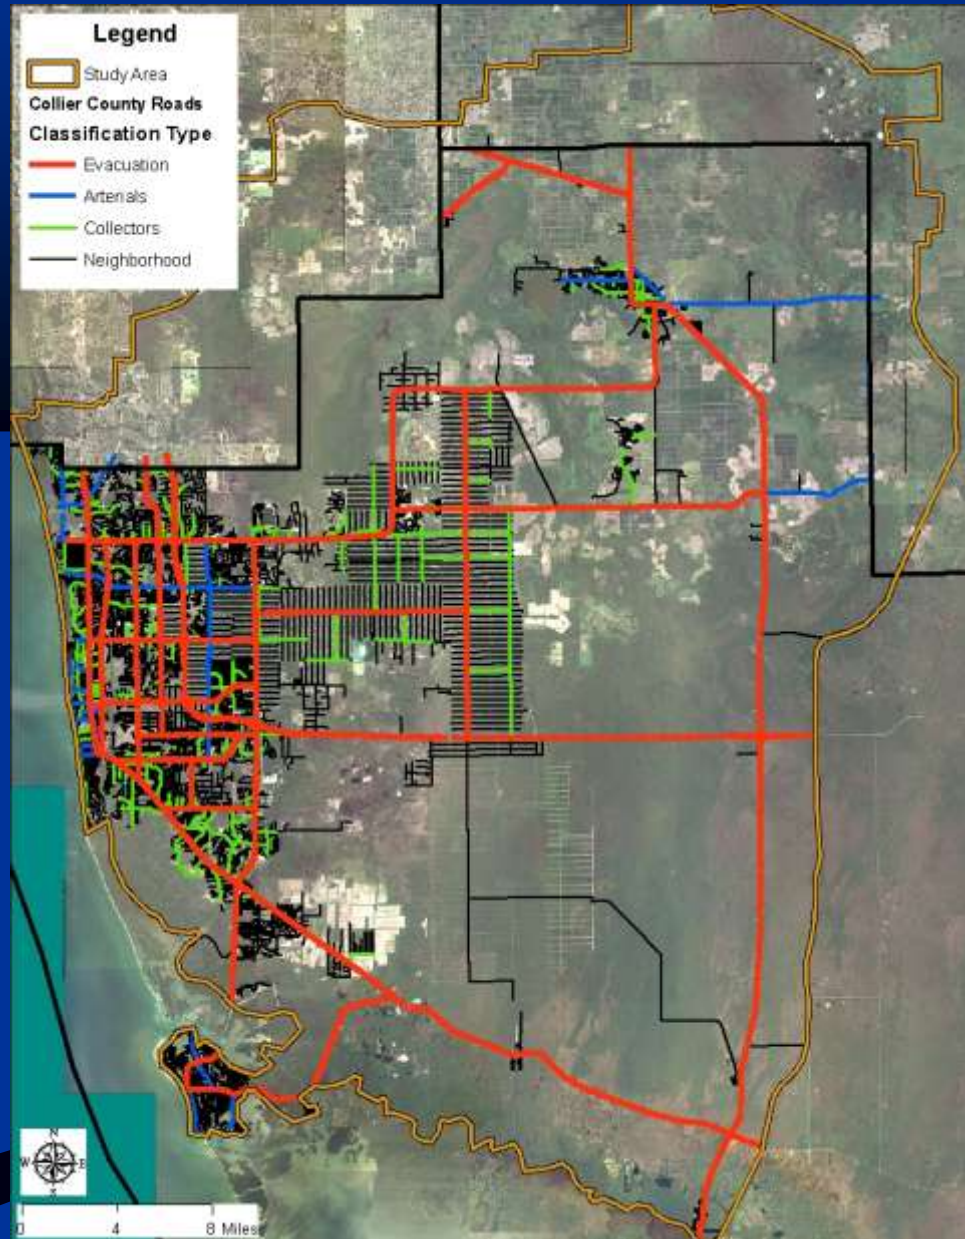 Legend
Study Area
Collier County Roads
Classification Type
Evacuation
Arterials
Collectors
Neighborhood
N
W E
S
0 4 8 Miles